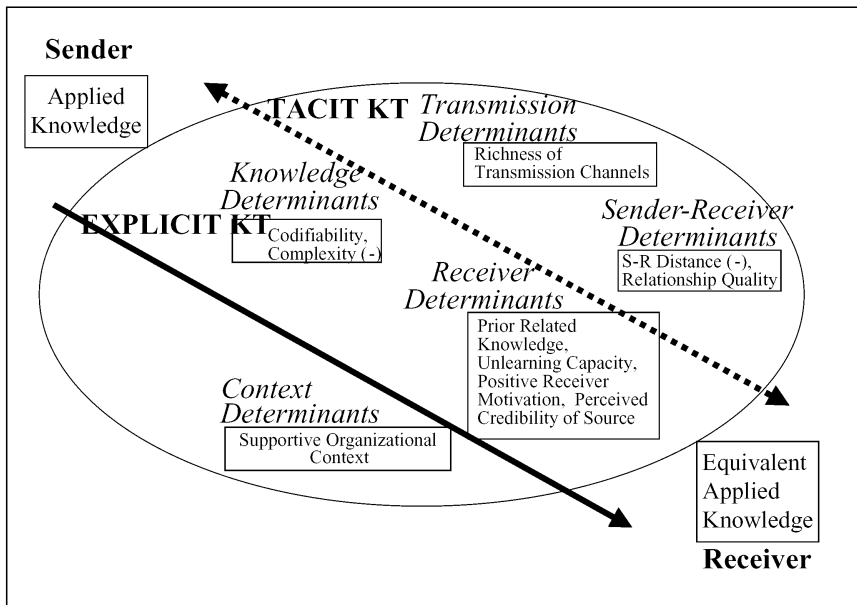 Sender
Applied
Knowledge
TACIT KT
Transmission
Determinants
Richness of
Transmission Channels
Knowledge
Determinants
EXPLICIT KT
Codifiability,
Complexity (-)
Sender-Receiver
Determinants
S-R Distance (-),
Relationship Quality
Receiver
Determinants
Prior Related
Knowledge,
Unlearning Capacity,
Positive Receiver
Motivation, Perceived
Credibility of Source
Context
Determinants
Supportive Organizational
Context
Equivalent
Applied
Knowledge
Receiver